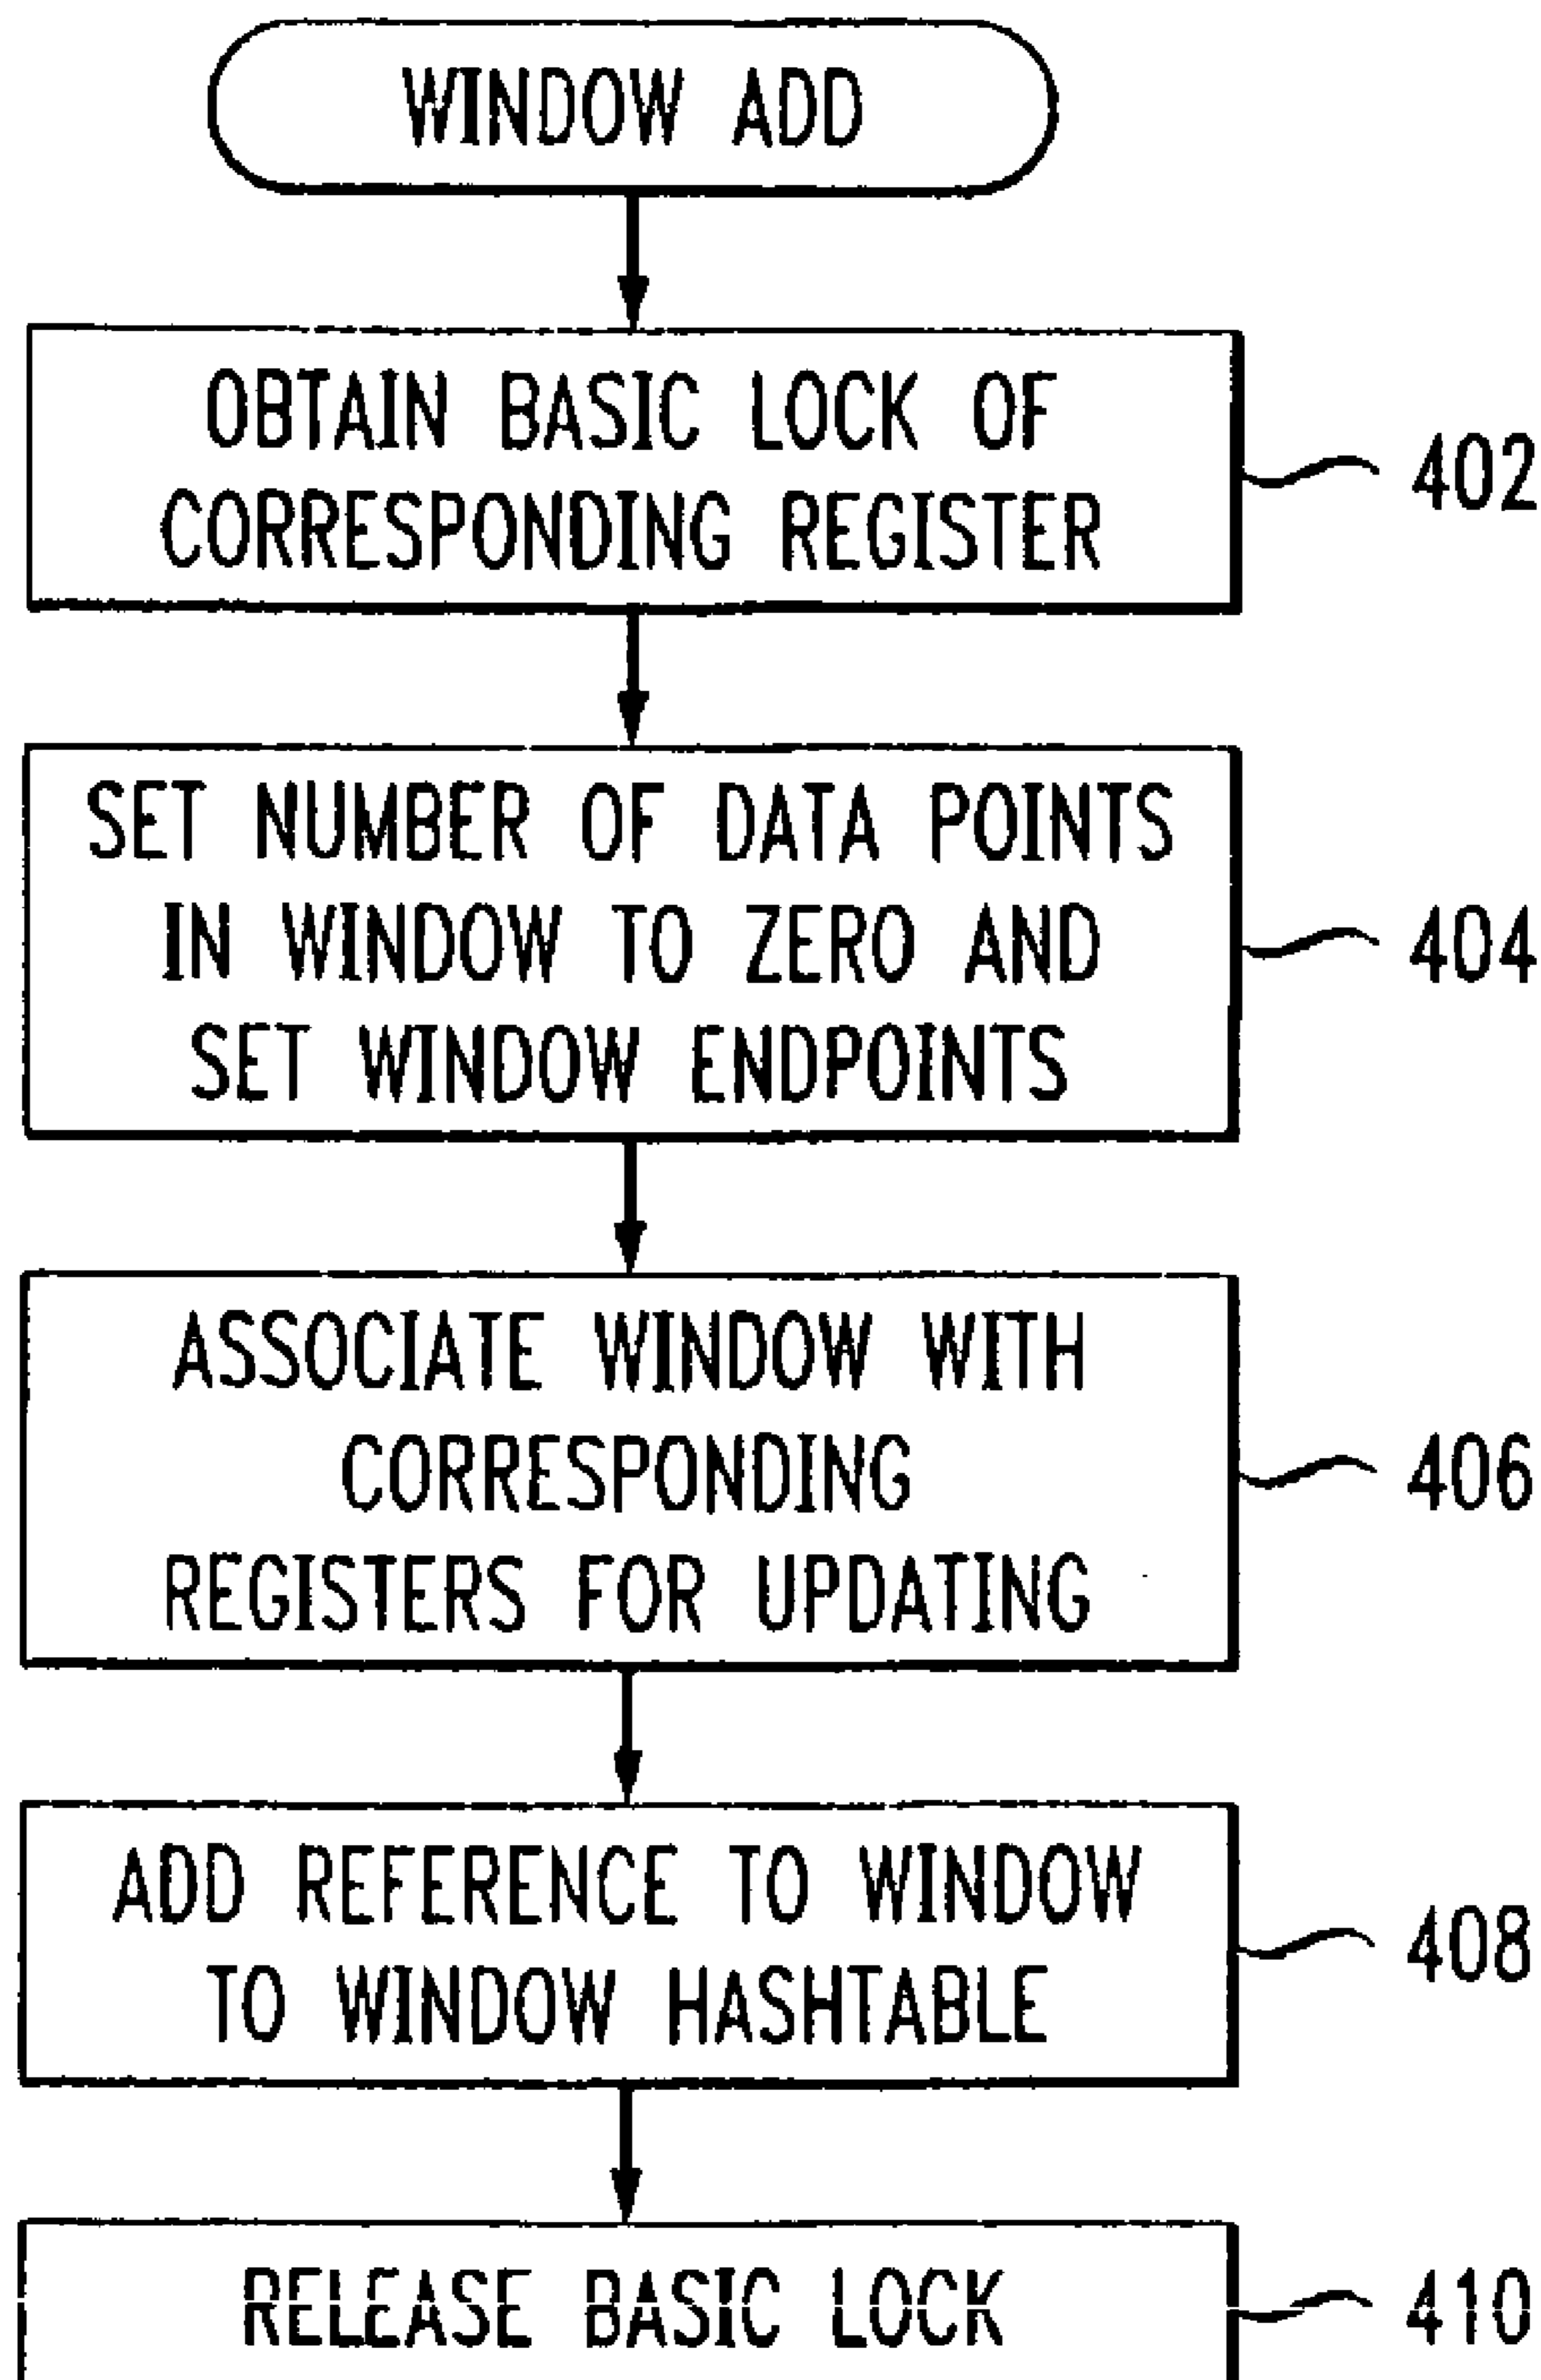 WINDOW ADD
OBTAIN BASIC LOCK OF
CORRESPONDING REGISTER
402
SET NUMBER OF DATA POINTS
IN WINDOW TO ZERO AND
SET WINDOW ENDPOINTS
404
ASSOCIATE WINDOW WITH
CORRESPONDING
REGISTERS FOR UPDATING
406
ADD REFERENCE TO WINDOW
TO WINDOW HASHTABLE
408
RELEASE BASIC LOCK
410